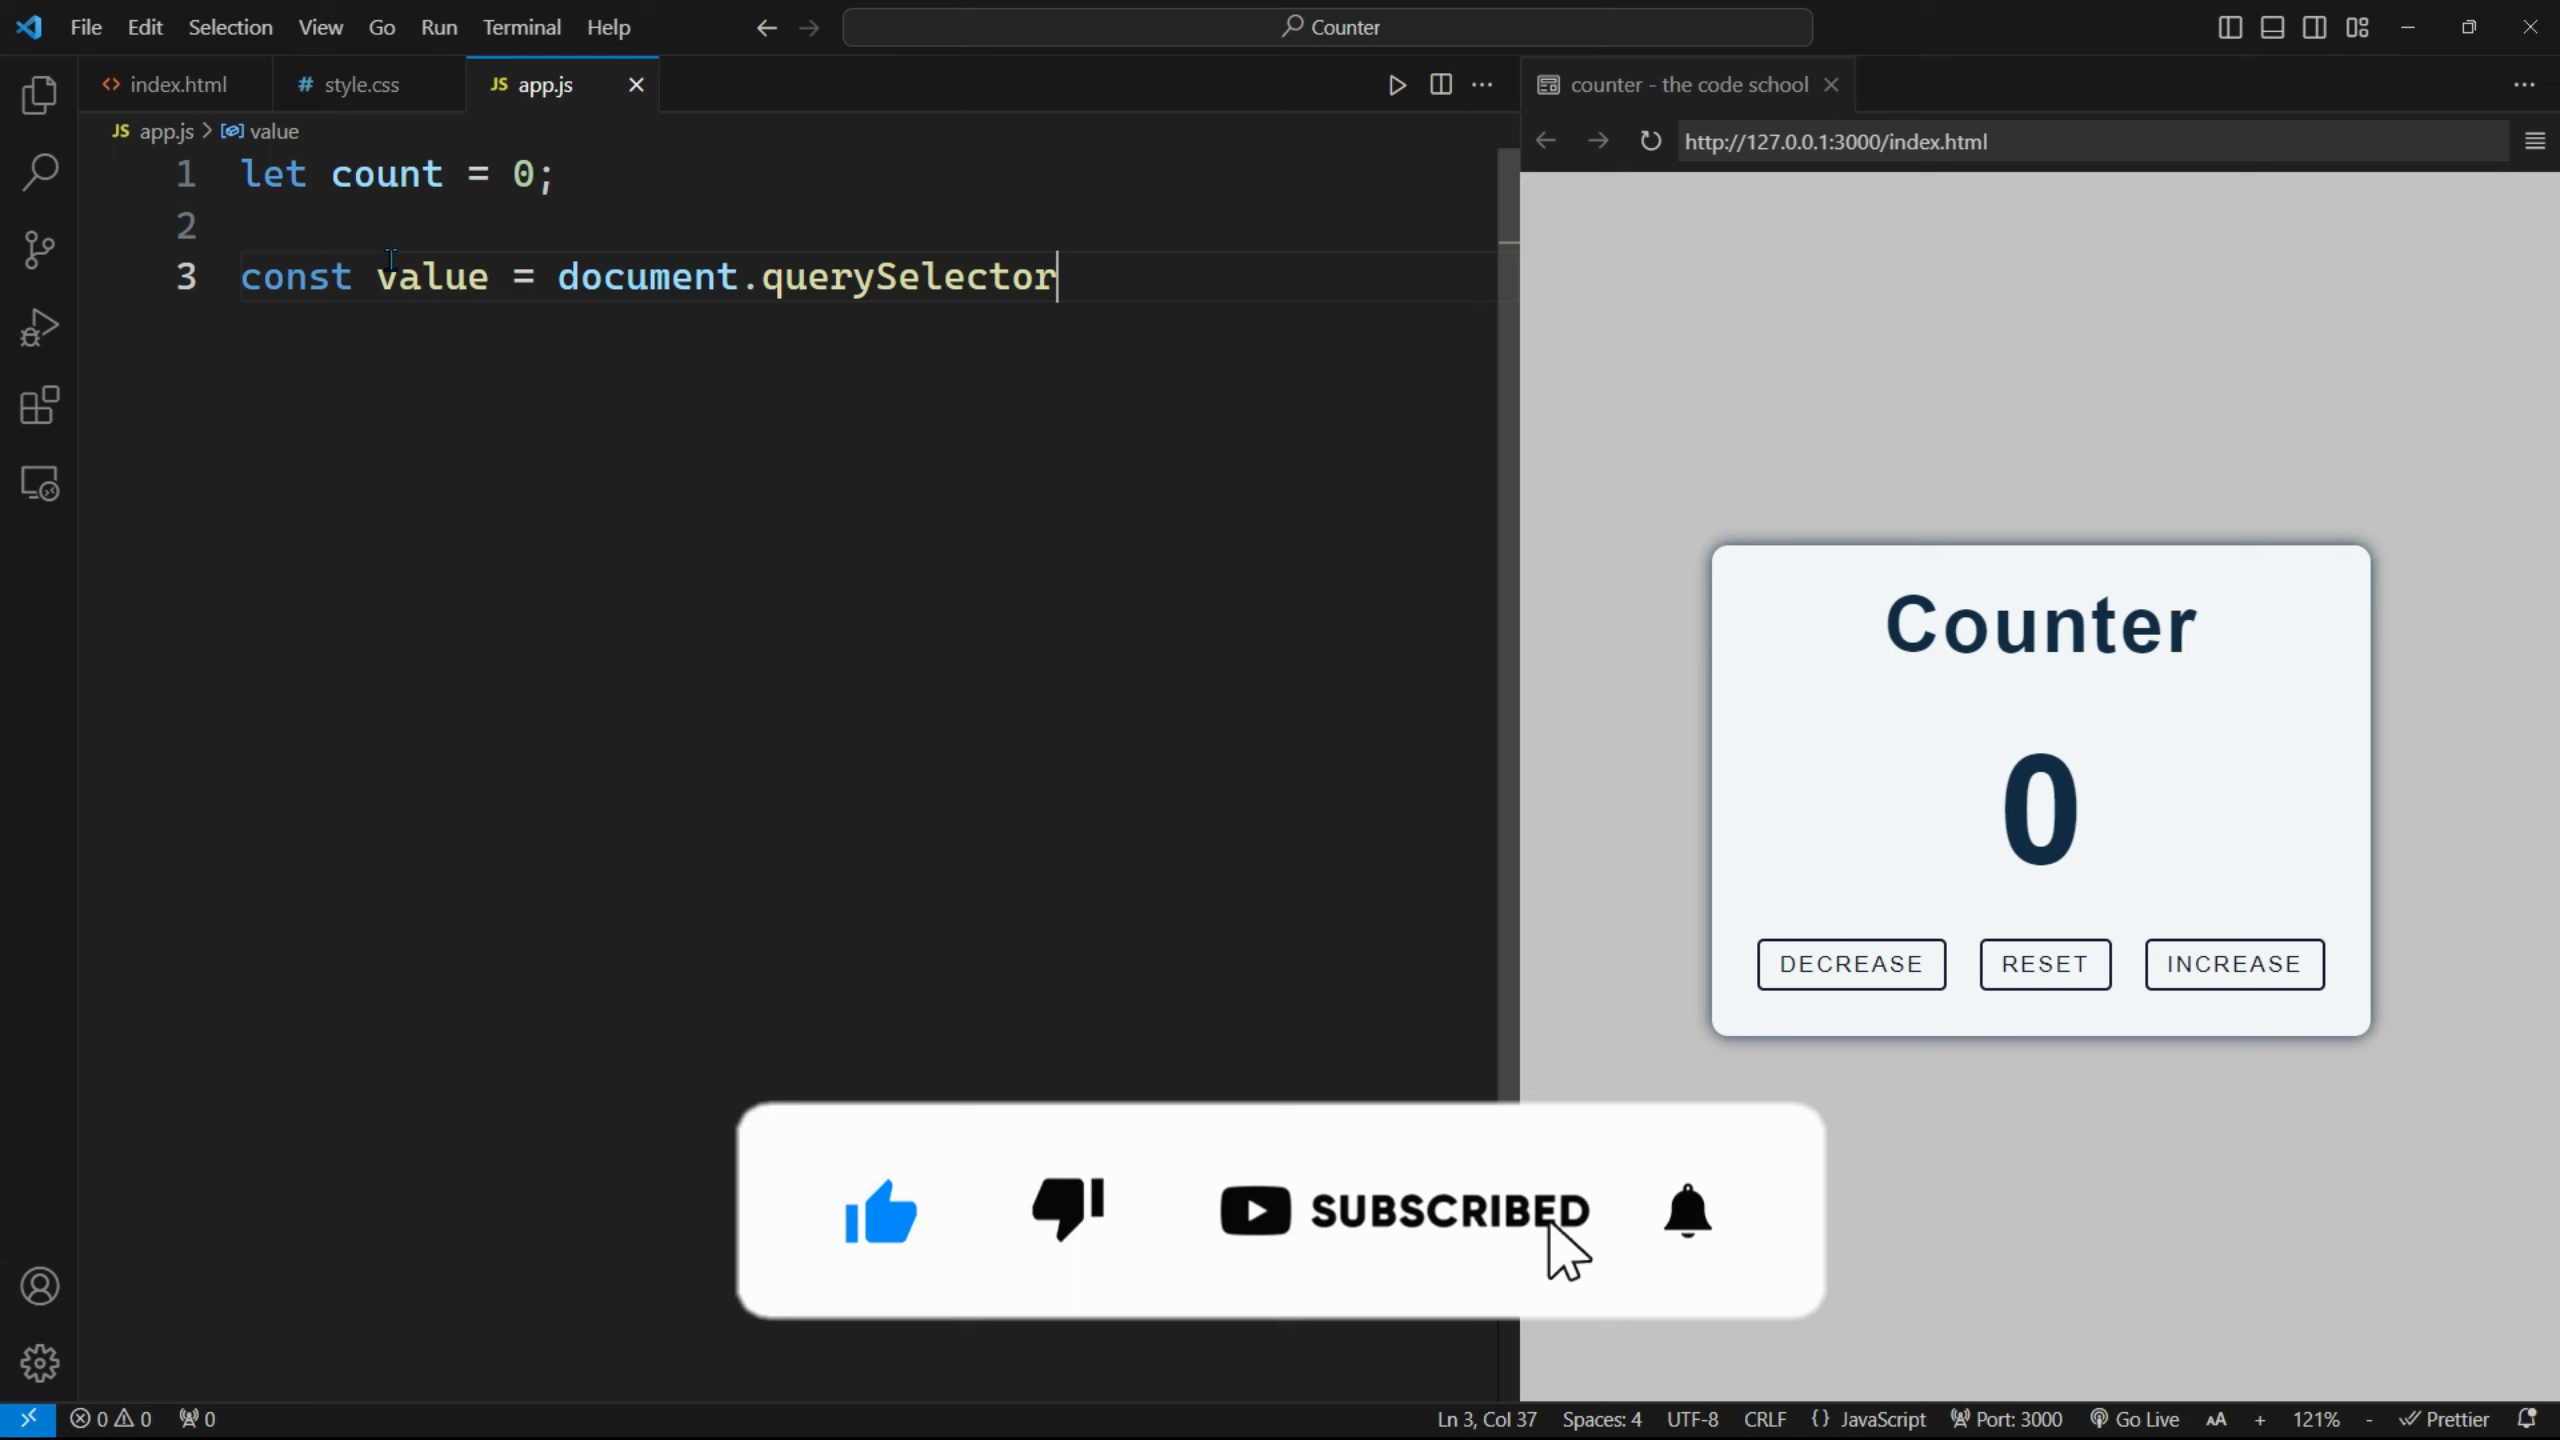 File Edit Selection View Go Run Terminal Help
Counter
index.html
# style.css
JS app.js
counter - the code school
JS app.js > value
http://127.0.0.1:3000/index.html
1 let count = 0;
2
3 const value = document.querySelector
Counter
0
DECREASE RESET INCREASE
SUBSCRIBED
0 0 0
Ln 3, Col 37 Spaces: 4 UTF-8 CRLF {} JavaScript Port: 3000 Go Live AA + 121% - Prettier